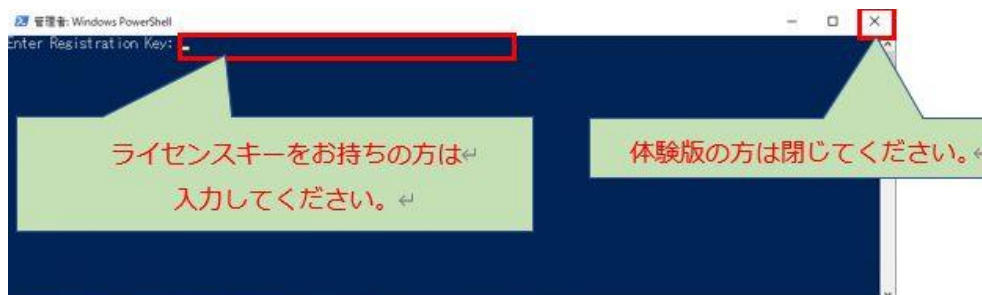 管理者: Windows PowerShell
Enter Registration Key:
ライセンスキーをお持ちの方は↵
入力してください。↵
体験版の方は閉じてください。↵